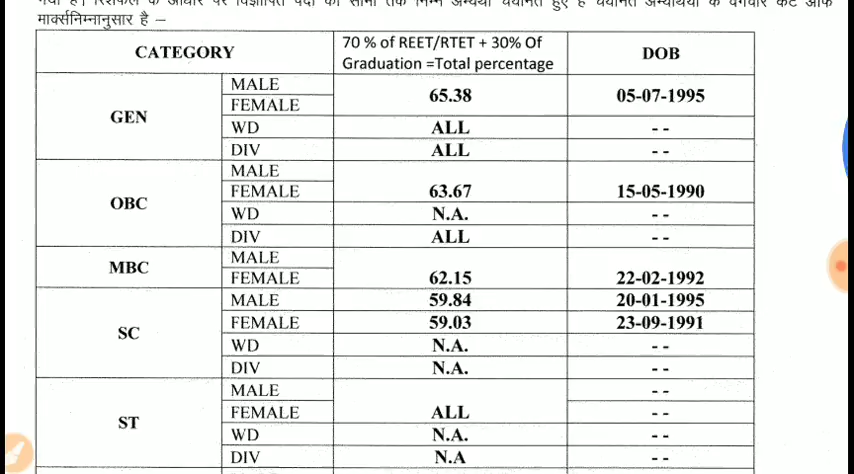 मार्क्सनिम्नानुसार है –
CATEGORY 70 % of REET/RTET + 30% Of Graduation =Total percentage DOB
GEN
MALE
FEMALE 65.38 05-07-1995
WD ALL --
DIV ALL --
OBC
MALE
FEMALE 63.67 15-05-1990
WD N.A. --
DIV ALL --
MBC
MALE
FEMALE 62.15 22-02-1992
SC
MALE 59.84 20-01-1995
FEMALE 59.03 23-09-1991
WD N.A. --
DIV N.A. --
ST
MALE --
FEMALE ALL --
WD N.A. --
DIV N.A --